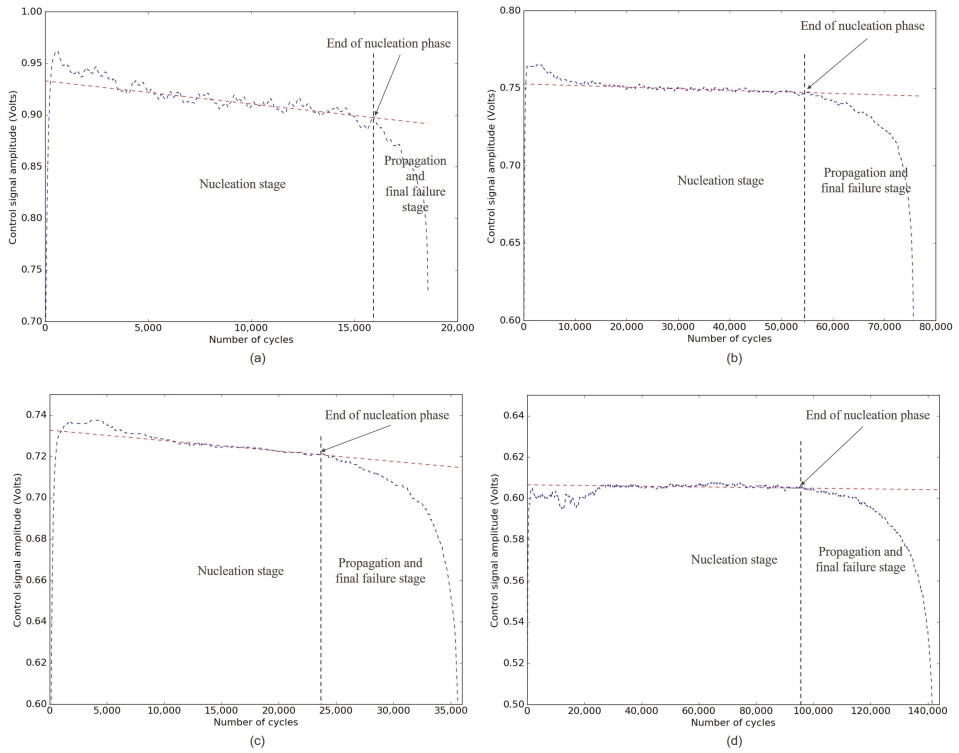 1.00
0.95
0.90
0.85
0.80
0.75
0.70
Control signal amplitude (Volts)
End of nucleation phase
Nucleation stage
Propagation
and
final failure
stage
0
5,000
10,000
15,000
20,000
Number of cycles
(a)
0.80
0.75
0.70
0.65
0.60
Control signal amplitude (Volts)
End of nucleation phase
Nucleation stage
Propagation and
final failure stage
0
10,000
20,000
30,000
40,000
50,000
60,000
70,000
80,000
Number of cycles
(b)
0.74
0.72
0.70
0.68
0.66
0.64
0.62
0.60
Control signal amplitude (Volts)
End of nucleation phase
Nucleation stage
Propagation and
final failure stage
0
5,000
10,000
15,000
20,000
25,000
30,000
35,000
Number of cycles
(c)
0.64
0.62
0.60
0.58
0.56
0.54
0.52
0.50
Control signal amplitude (Volts)
End of nucleation phase
Nucleation stage
Propagation and
final failure stage
0
20,000
40,000
60,000
80,000
100,000
120,000
140,000
Number of cycles
(d)